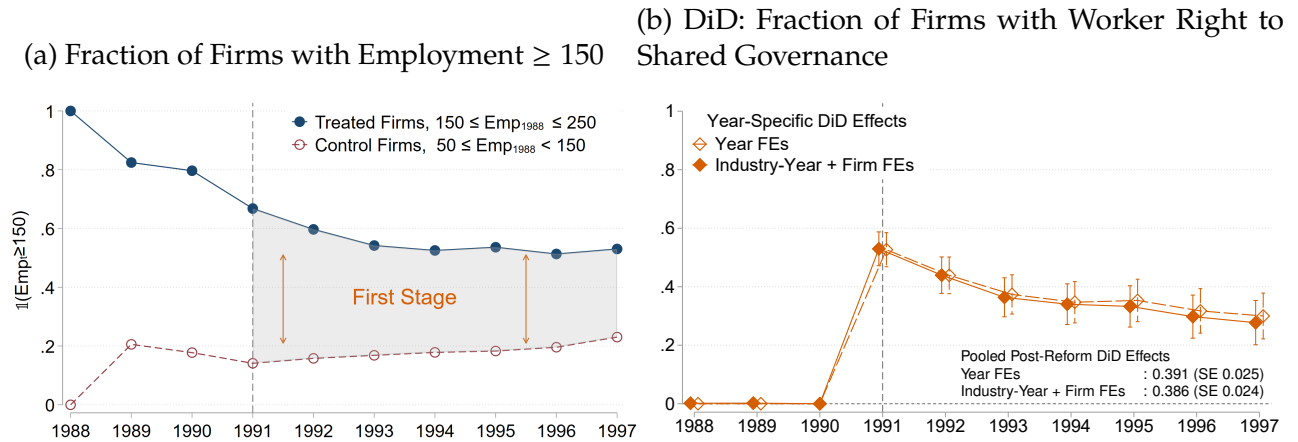 (a) Fraction of Firms with Employment ≥ 150
1
.8
.6
.4
.2
0
𝟙(Empᵢ≥150)
Treated Firms, 150 ≤ Emp₁₉₈₈ ≤ 250
Control Firms, 50 ≤ Emp₁₉₈₈ < 150
First Stage
1988 1989 1990 1991 1992 1993 1994 1995 1996 1997
(b) DiD: Fraction of Firms with Worker Right to
Shared Governance
1
.8
.6
.4
.2
0
Year-Specific DiD Effects
Year FEs
Industry-Year + Firm FEs
Pooled Post-Reform DiD Effects
Year FEs : 0.391 (SE 0.025)
Industry-Year + Firm FEs : 0.386 (SE 0.024)
1988 1989 1990 1991 1992 1993 1994 1995 1996 1997